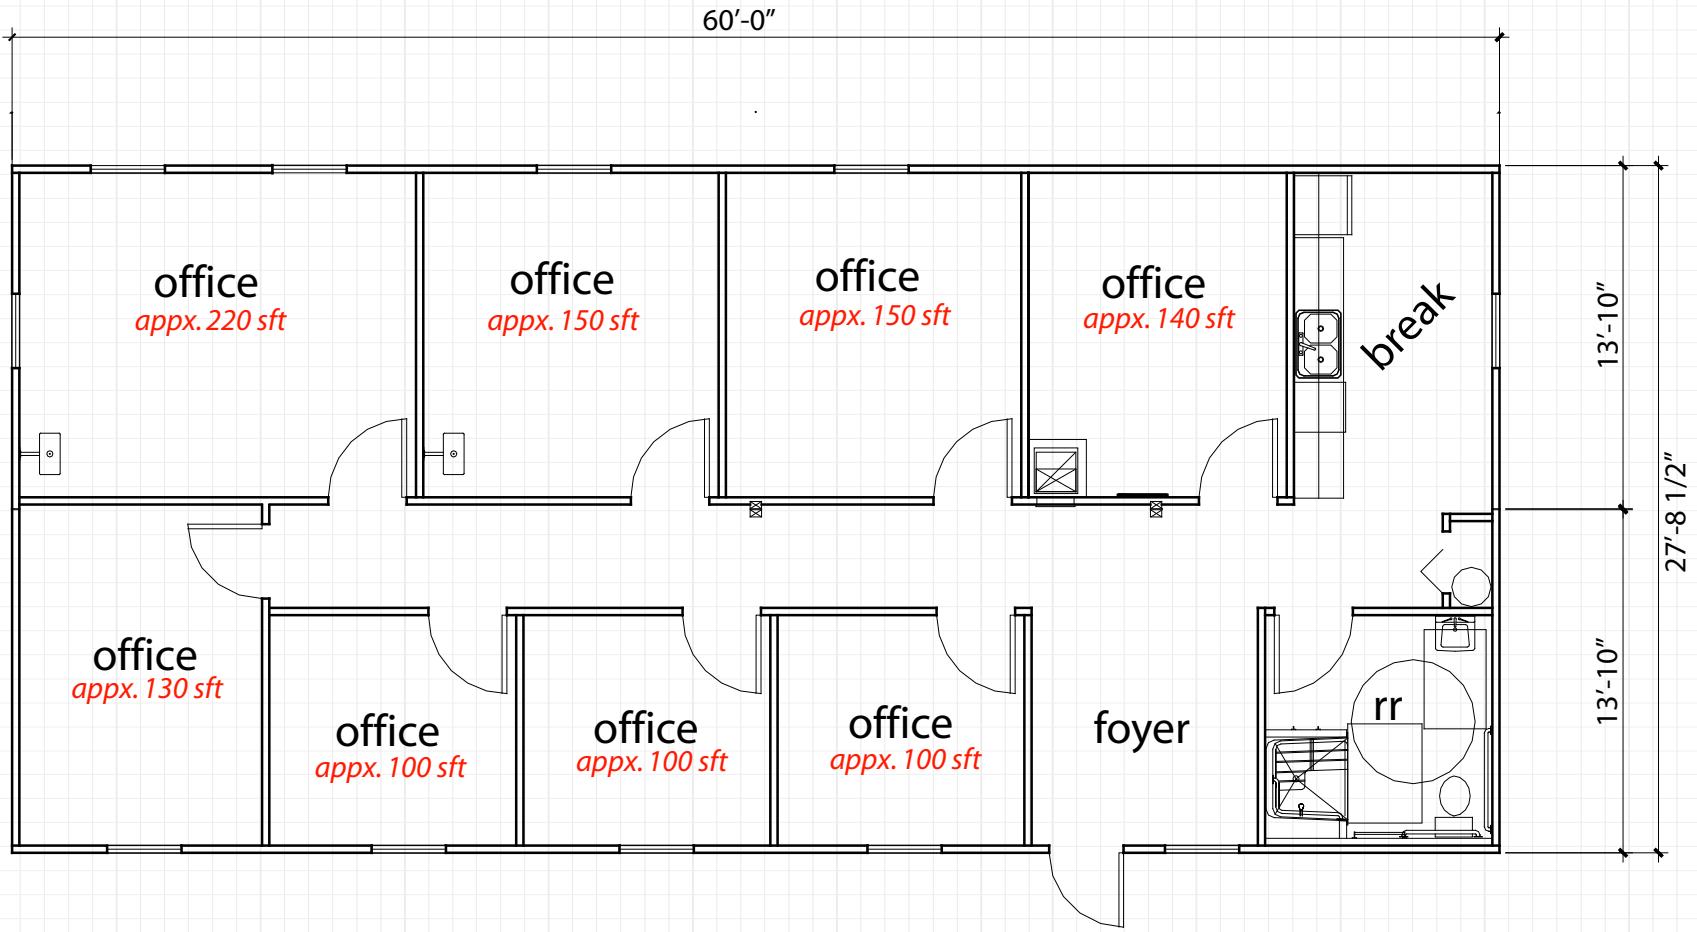 60’-0”
office
appx. 220 sft
office
appx. 150 sft
office
appx. 150 sft
office
appx. 140 sft
break
13’-10”
27’-8 1/2”
13’-10”
office
appx. 130 sft
office
appx. 100 sft
office
appx. 100 sft
office
appx. 100 sft
foyer
rr